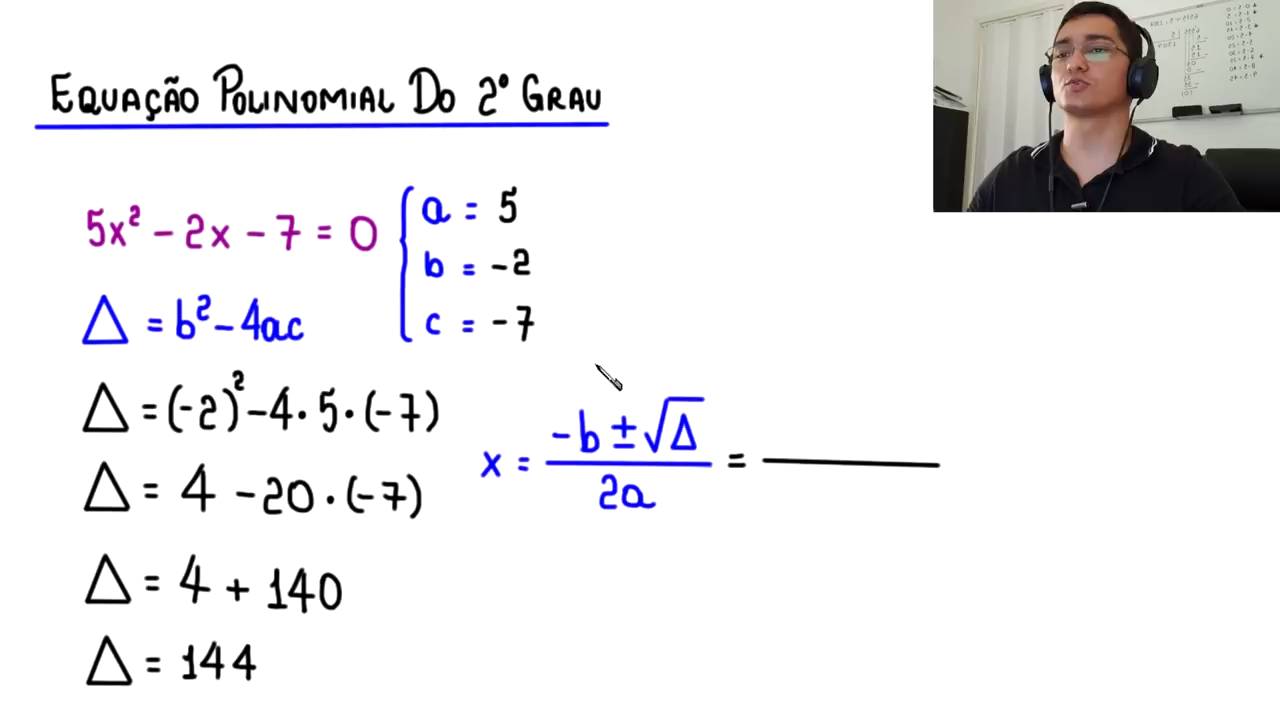 EQUAÇÃO POLINOMIAL DO 2º GRAU
5x² - 2x - 7 = 0
a = 5
b = -2
c = -7
Δ = b² - 4ac
Δ = (-2)² - 4 · 5 · (-7)
Δ = 4 - 20 · (-7)
Δ = 4 + 140
Δ = 144
x = (-b ± √Δ) / 2a = ―